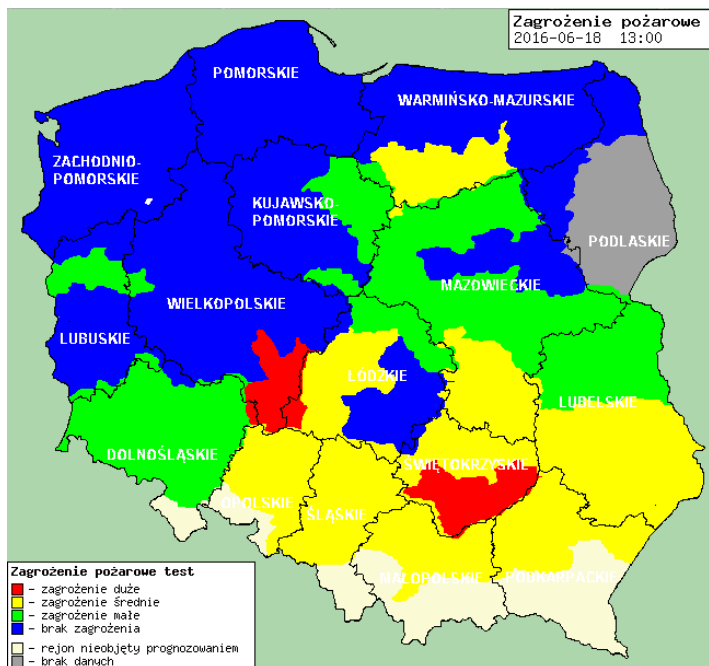 Zagrożenie pożarowe
2016-06-18 13:00
POMORSKIE
WARMIŃSKO-MAZURSKIE
ZACHODNIO-
POMORSKIE
KUJAWSKO-
POMORSKIE
PODLASKIE
MAZOWIECKIE
WIELKOPOLSKIE
LUBUSKIE
ŁÓDZKIE
LUBELSKIE
DOLNOŚLĄSKIE
ŚWIĘTOKRZYSKIE
OPOLSKIE
ŚLĄSKIE
MAŁOPOLSKIE
PODKARPACKIE
Zagrożenie pożarowe test
- zagrożenie duże
- zagrożenie średnie
- zagrożenie małe
- brak zagrożenia
- rejon nieobjęty prognozowaniem
- brak danych